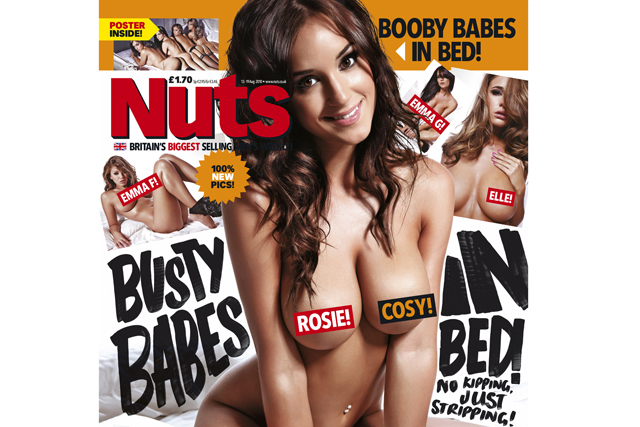 POSTER
INSIDE!
BOOBY BABES
IN BED!
£1.70
Nuts
BRITAIN'S BIGGEST SELLING
EMMA G!
EMMA F!
100%
NEW
PICS!
ELLE!
BUSTY
BABES
ROSIE!
COSY!
IN
BED!
NO KIPPING,
JUST
STRIPPING!